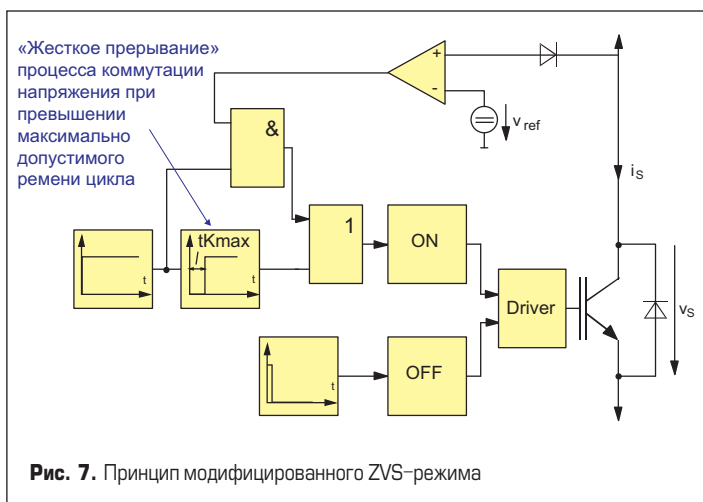 «Жесткое прерывание»
процесса коммутации
напряжения при
превышении
максимально
допустимого
ремени цикла
+
-
v ref
&
i S
1
ON
tKmax
t
t
Driver
v S
OFF
t
Рис. 7. Принцип модифицированного ZVS-режима